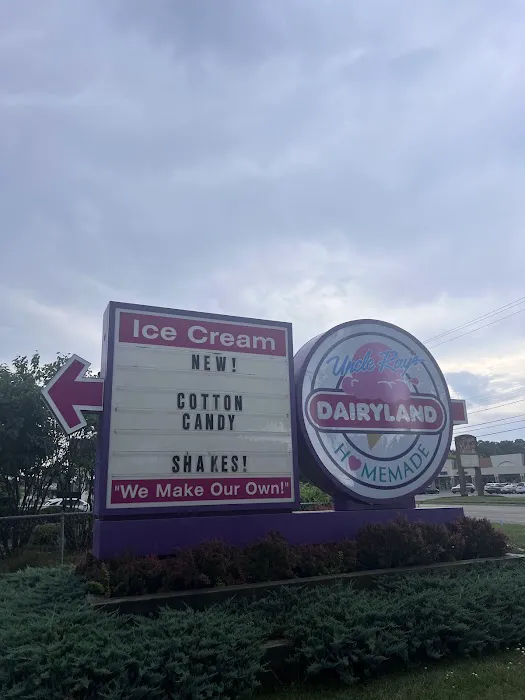 Ice Cream
NEW!
COTTON
CANDY
SHAKES!
"We Make Our Own!"
Uncle Ray's
DAIRYLAND
HOMEMADE